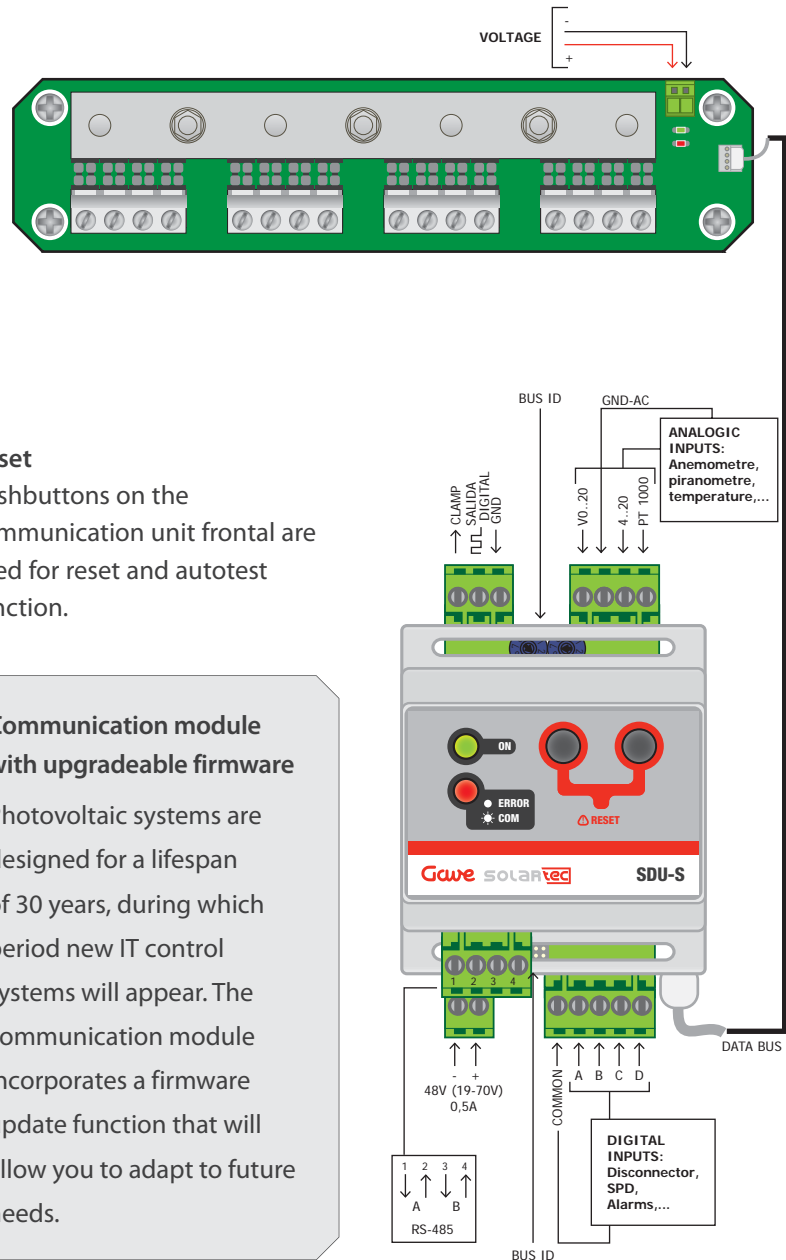 VOLTAGE
-
+
set
shbuttons on the
mmunication unit frontal are
ed for reset and autotest
nction.
Communication module
with upgradeable firmware
Photovoltaic systems are
designed for a lifespan
of 30 years, during which
period new IT control
systems will appear. The
communication module
incorporates a firmware
update function that will
allow you to adapt to future
needs.
BUS ID
GND-AC
ANALOGIC
INPUTS:
Anemometre,
piranometre,
temperature,...
CLAMP
SALIDA
DIGITAL
GND
V0..20
4..20
PT 1000
ON
ERROR
COM
RESET
Gave SOLARTEC
SDU-S
1 2 3 4
DATA BUS
- +
48V (19-70V)
0,5A
COMMON
A B C D
1 2 3 4
A B
RS-485
DIGITAL
INPUTS:
Disconnector,
SPD,
Alarms,...
BUS ID